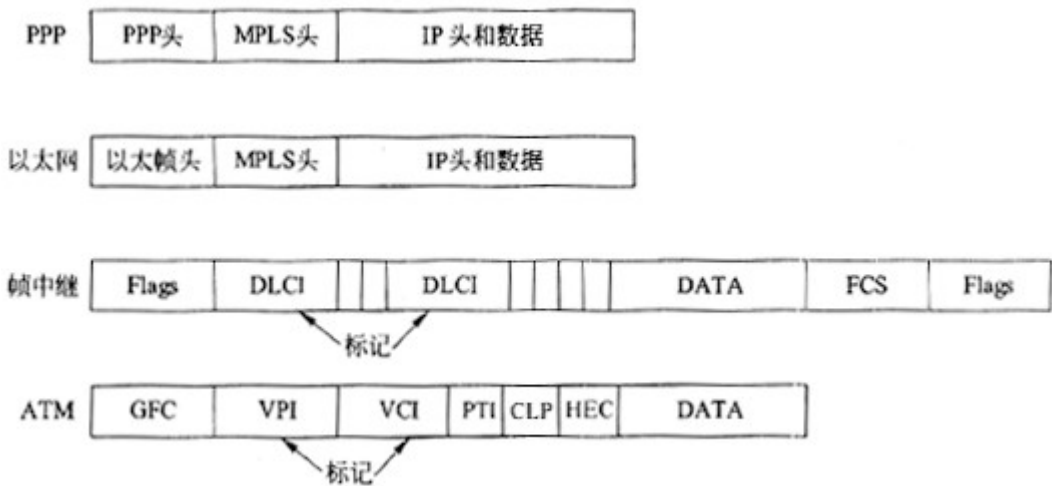 PPP PPP头 MPLS头 IP 头和数据
以太网 以太帧头 MPLS头 IP头和数据
帧中继 Flags DLCI DLCI DATA FCS Flags
标记
ATM GFC VPI VCI PTI CLP HEC DATA
标记